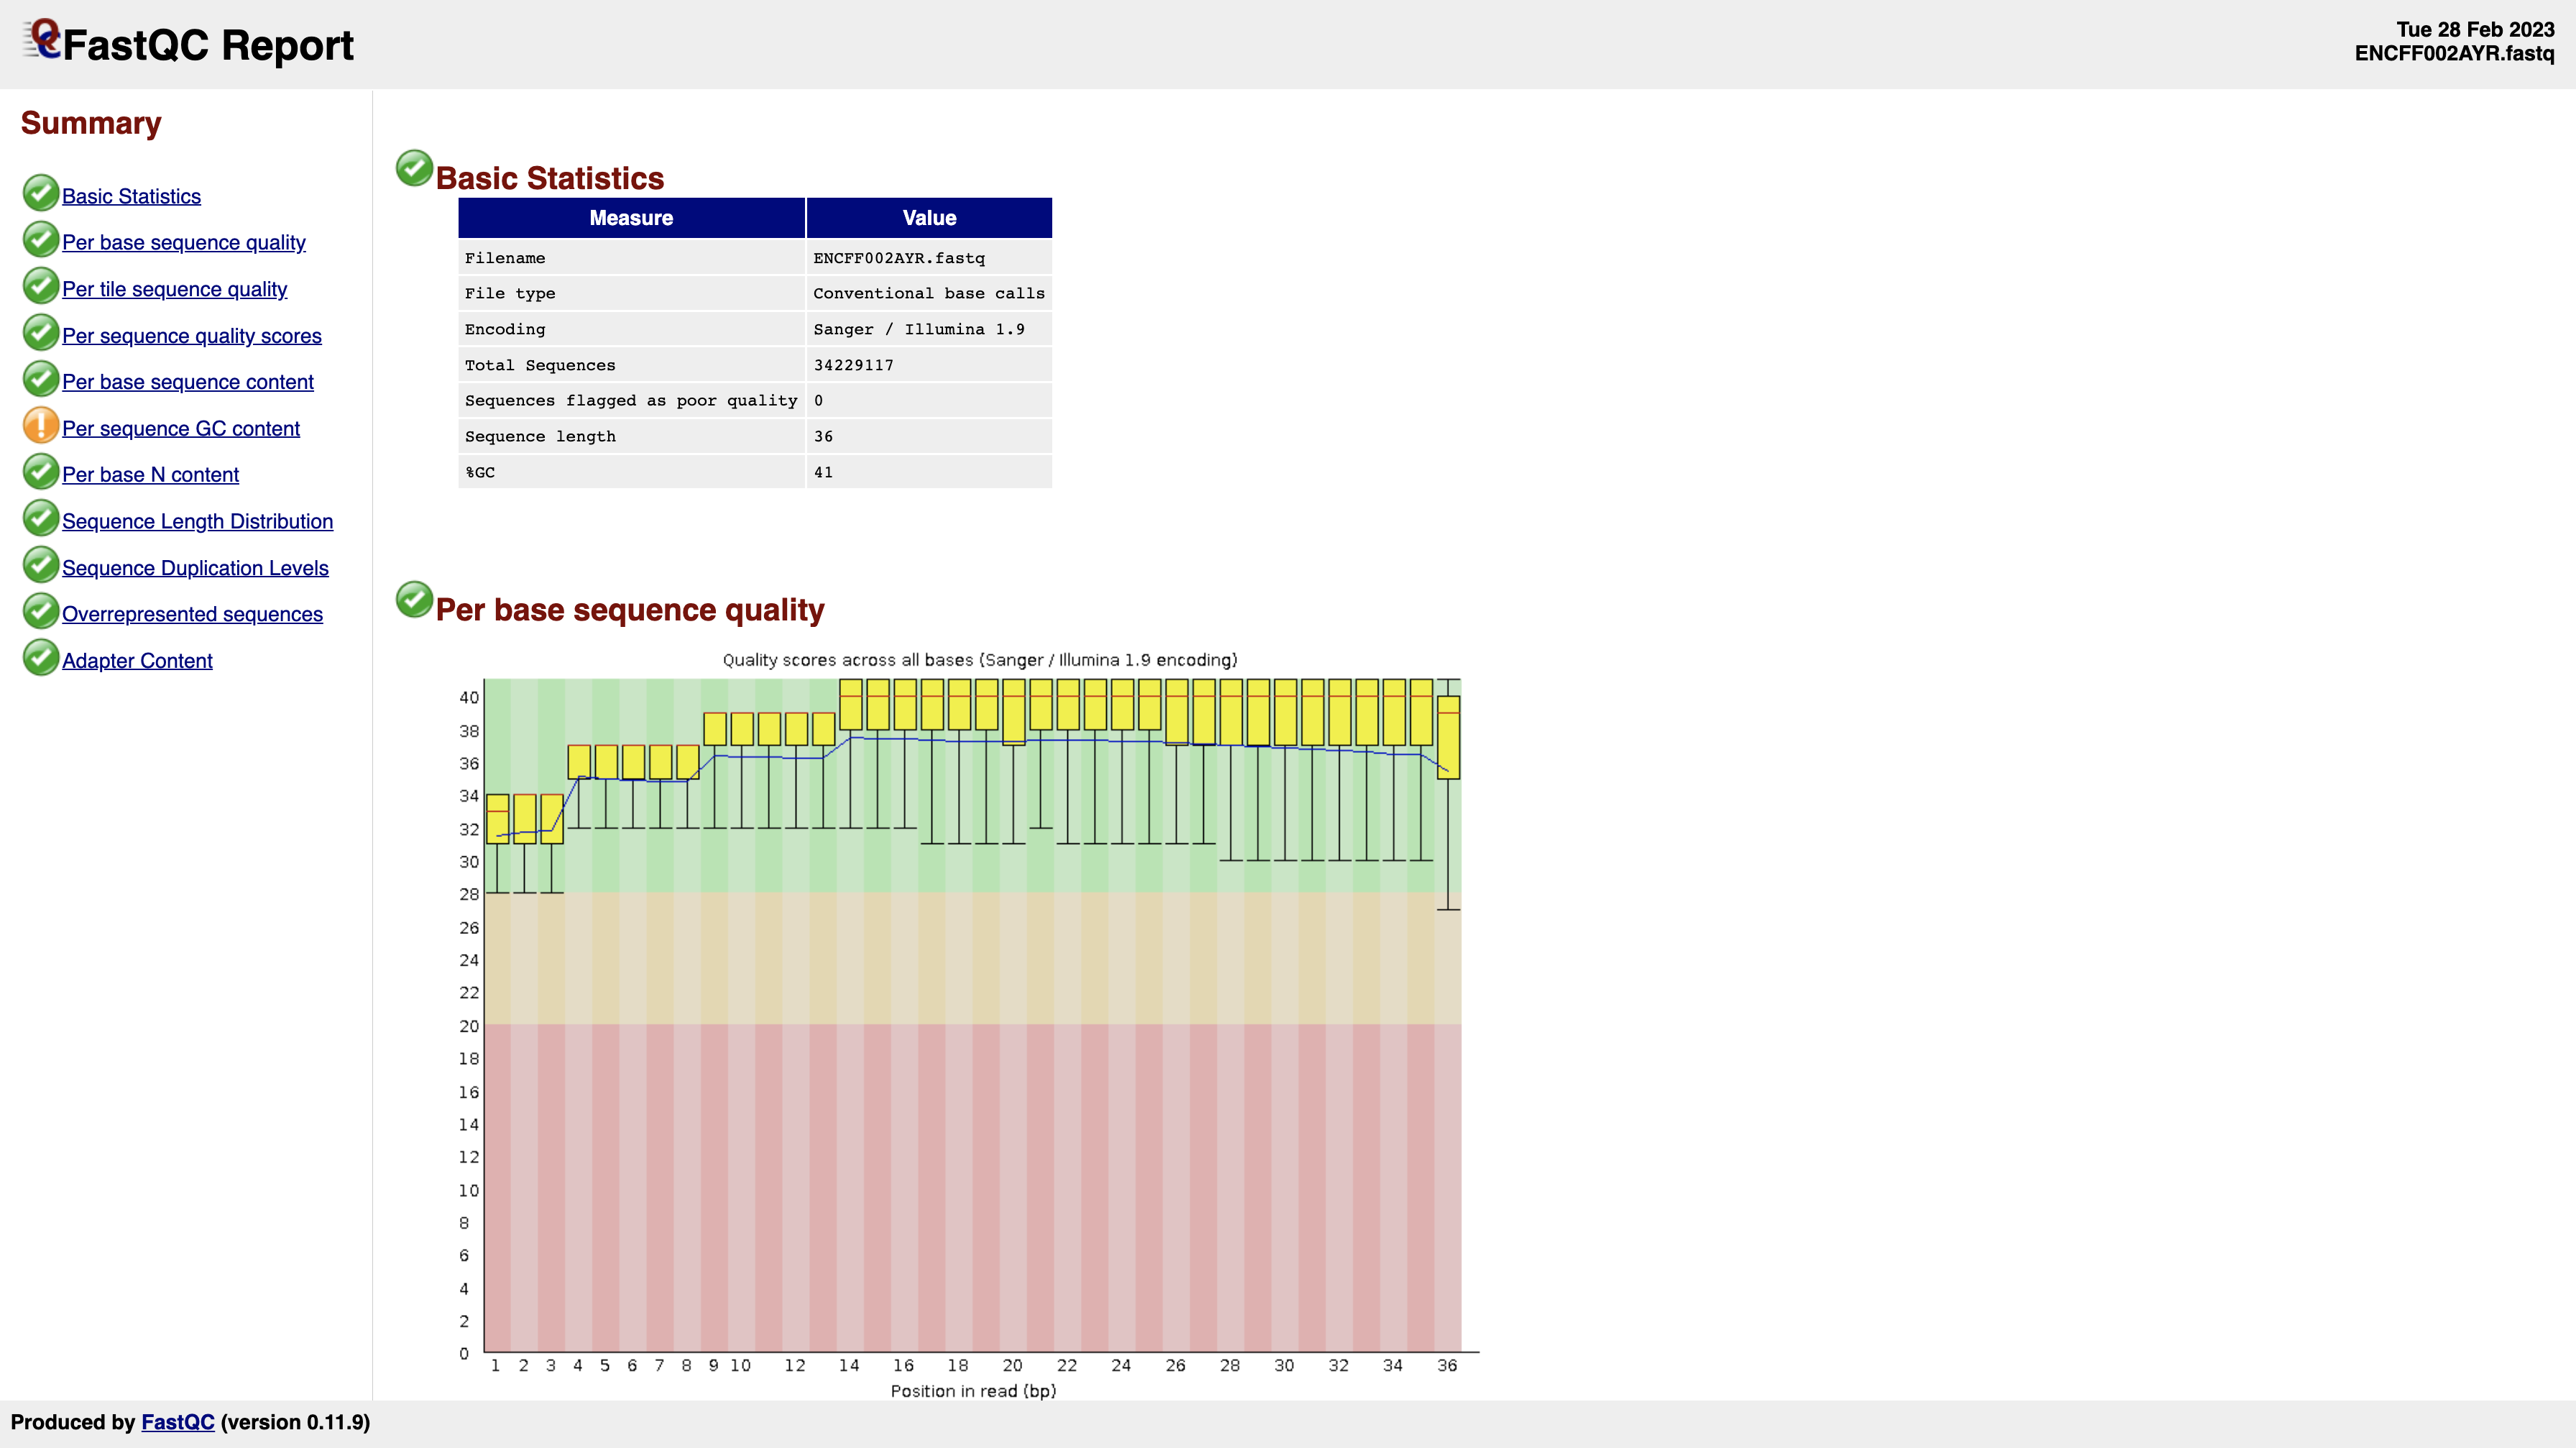 FastQC Report
Tue 28 Feb 2023
ENCFF002AYR.fastq
Summary
Basic Statistics
Per base sequence quality
Per tile sequence quality
Per sequence quality scores
Per base sequence content
Per sequence GC content
Per base N content
Sequence Length Distribution
Sequence Duplication Levels
Overrepresented sequences
Adapter Content
Basic Statistics
Measure Value
Filename ENCFF002AYR.fastq
File type Conventional base calls
Encoding Sanger / Illumina 1.9
Total Sequences 34229117
Sequences flagged as poor quality 0
Sequence length 36
%GC 41
Per base sequence quality
Quality scores across all bases (Sanger / Illumina 1.9 encoding)
40
38
36
34
32
30
28
26
24
22
20
18
16
14
12
10
8
6
4
2
0
1 2 3 4 5 6 7 8 9 10 12 14 16 18 20 22 24 26 28 30 32 34 36
Position in read (bp)
Produced by FastQC (version 0.11.9)